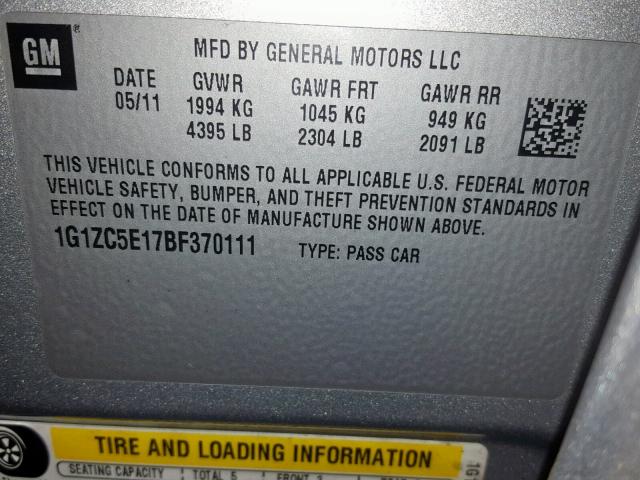 GM
MFD BY GENERAL MOTORS LLC
DATE GVWR GAWR FRT GAWR RR
05/11 1994 KG 1045 KG 949 KG
4395 LB 2304 LB 2091 LB
THIS VEHICLE CONFORMS TO ALL APPLICABLE U.S. FEDERAL MOTOR
VEHICLE SAFETY, BUMPER, AND THEFT PREVENTION STANDARDS IN
EFFECT ON THE DATE OF MANUFACTURE SHOWN ABOVE.
1G1ZC5E17BF370111 TYPE: PASS CAR
TIRE AND LOADING INFORMATION
SEATING CAPACITY TOTAL 5 FRONT